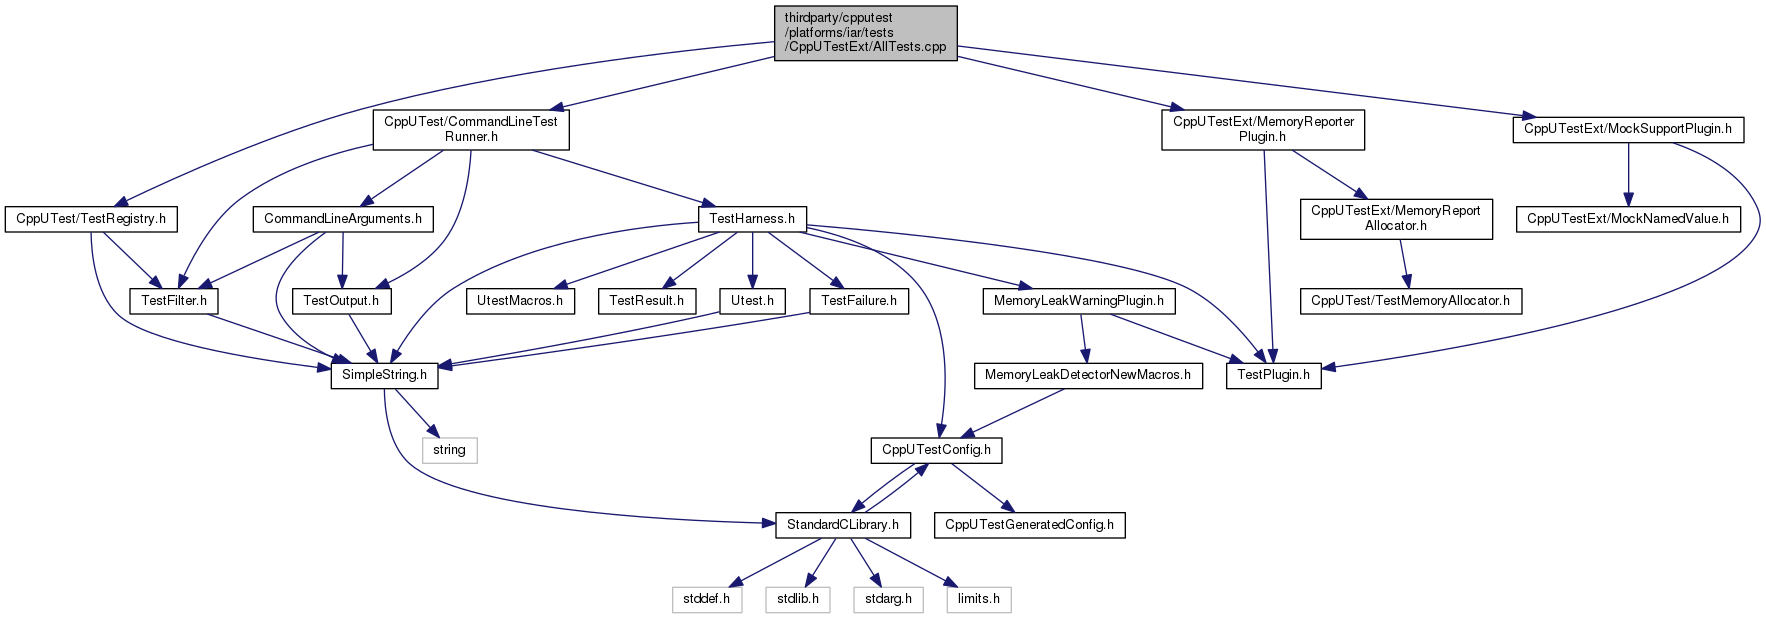 thirdparty/cpputest
/platforms/iar/tests
/CppUTestExt/AllTests.cpp
CppUTest/CommandLineTest
Runner.h
CppUTestExt/MemoryReporter
Plugin.h
CppUTestExt/MockSupportPlugin.h
CppUTest/TestRegistry.h
CommandLineArguments.h
TestHarness.h
CppUTestExt/MemoryReport
Allocator.h
CppUTestExt/MockNamedValue.h
TestFilter.h
TestOutput.h
UtestMacros.h
TestResult.h
Utest.h
TestFailure.h
MemoryLeakWarningPlugin.h
CppUTest/TestMemoryAllocator.h
SimpleString.h
MemoryLeakDetectorNewMacros.h
TestPlugin.h
string
CppUTestConfig.h
StandardCLibrary.h
CppUTestGeneratedConfig.h
stddef.h
stdlib.h
stdarg.h
limits.h